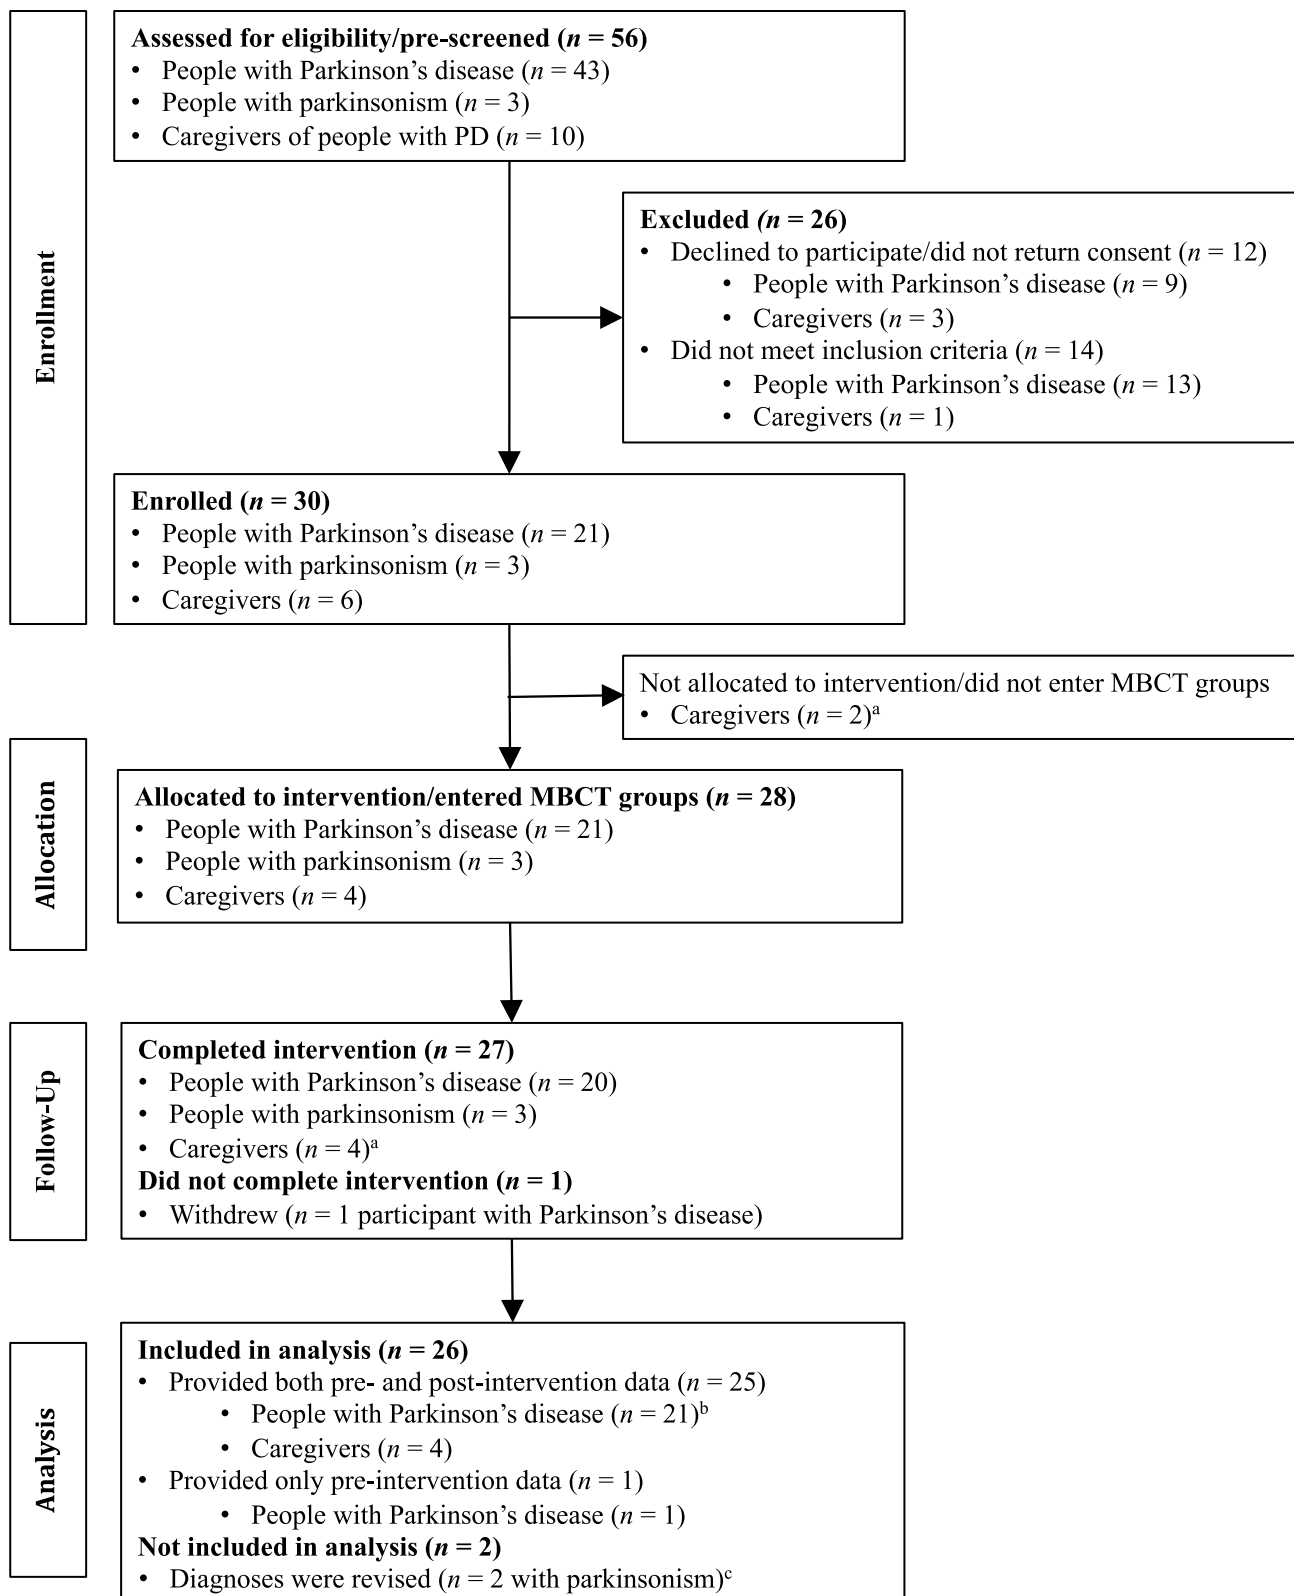 Enrollment
Assessed for eligibility/pre-screened (n = 56)
• People with Parkinson’s disease (n = 43)
• People with parkinsonism (n = 3)
• Caregivers of people with PD (n = 10)
Excluded (n = 26)
• Declined to participate/did not return consent (n = 12)
• People with Parkinson’s disease (n = 9)
• Caregivers (n = 3)
• Did not meet inclusion criteria (n = 14)
• People with Parkinson’s disease (n = 13)
• Caregivers (n = 1)
Enrolled (n = 30)
• People with Parkinson’s disease (n = 21)
• People with parkinsonism (n = 3)
• Caregivers (n = 6)
Not allocated to intervention/did not enter MBCT groups
• Caregivers (n = 2)ᵃ
Allocation
Allocated to intervention/entered MBCT groups (n = 28)
• People with Parkinson’s disease (n = 21)
• People with parkinsonism (n = 3)
• Caregivers (n = 4)
Follow-Up
Completed intervention (n = 27)
• People with Parkinson’s disease (n = 20)
• People with parkinsonism (n = 3)
• Caregivers (n = 4)ᵃ
Did not complete intervention (n = 1)
• Withdrew (n = 1 participant with Parkinson’s disease)
Analysis
Included in analysis (n = 26)
• Provided both pre- and post-intervention data (n = 25)
• People with Parkinson’s disease (n = 21)ᵇ
• Caregivers (n = 4)
• Provided only pre-intervention data (n = 1)
• People with Parkinson’s disease (n = 1)
Not included in analysis (n = 2)
• Diagnoses were revised (n = 2 with parkinsonism)ᶜ